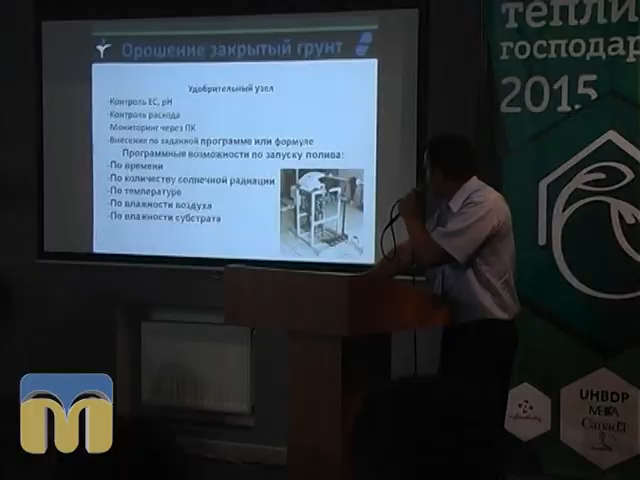 Орошение закрытый грунт
Удобрительный узел
-Контроль EC, pH
-Контроль расхода
-Мониторинг через ПК
-Внесение по заданной программе или формуле
Программные возможности по запуску полива:
-По времени
-По количеству солнечной радиации
-По температуре
-По влажности воздуха
-По влажности субстрата
тепли
господар
2015
UHBDP
MEDA
Canada
M